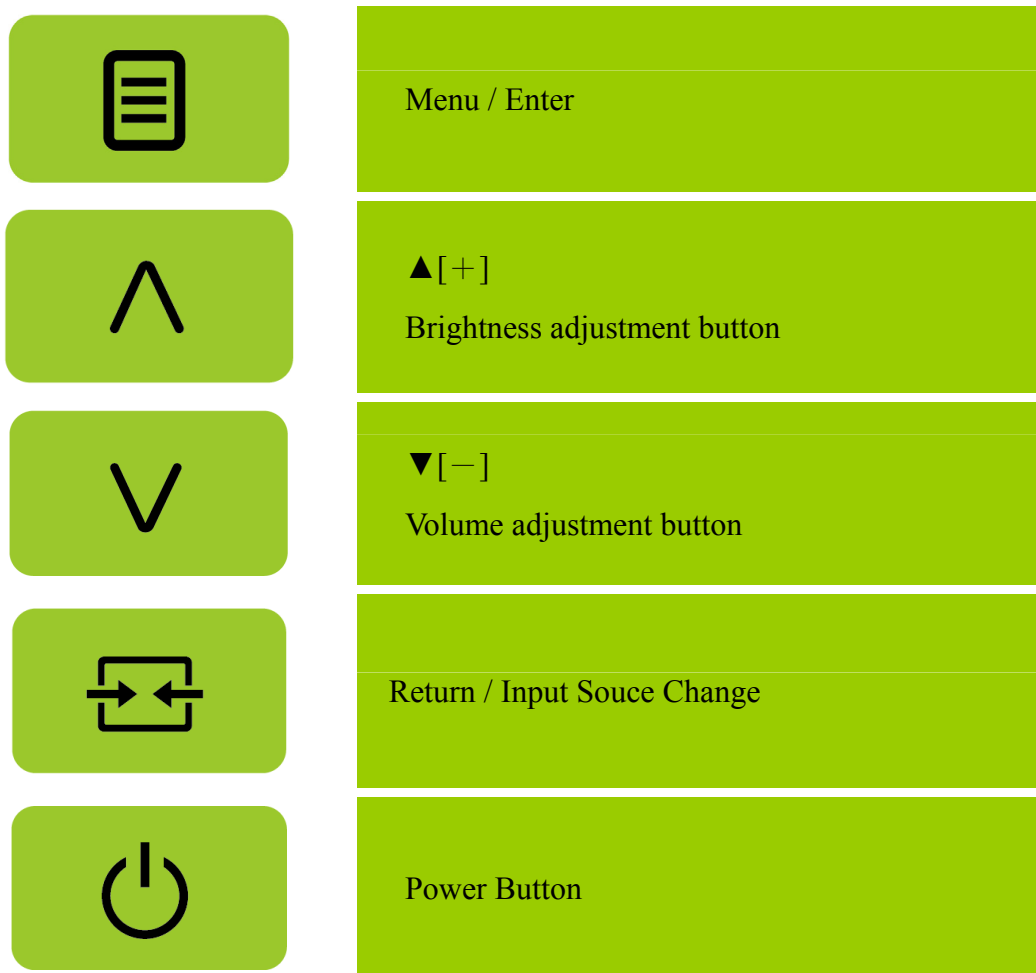 Menu / Enter
▲[+]
Brightness adjustment button
▼[−]
Volume adjustment button
Return / Input Souce Change
Power Button